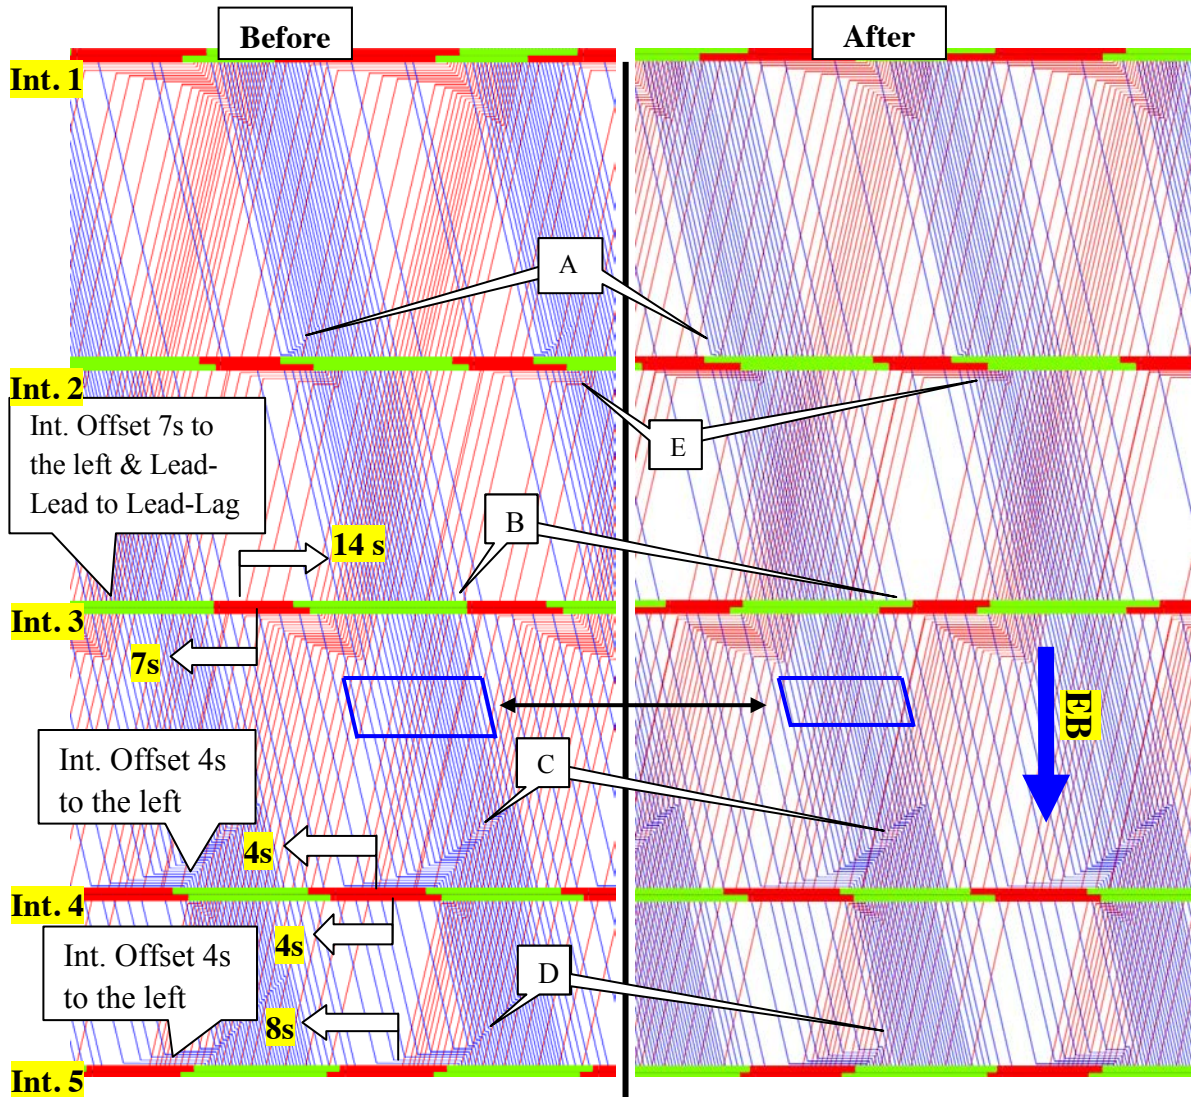 Before
After
Int. 1
A
Int. 2
Int. Offset 7s to
the left & Lead-
Lead to Lead-Lag
E
B
14 s
Int. 3
7s
EB
Int. Offset 4s
to the left
C
4s
Int. 4
4s
Int. Offset 4s
to the left
D
8s
Int. 5